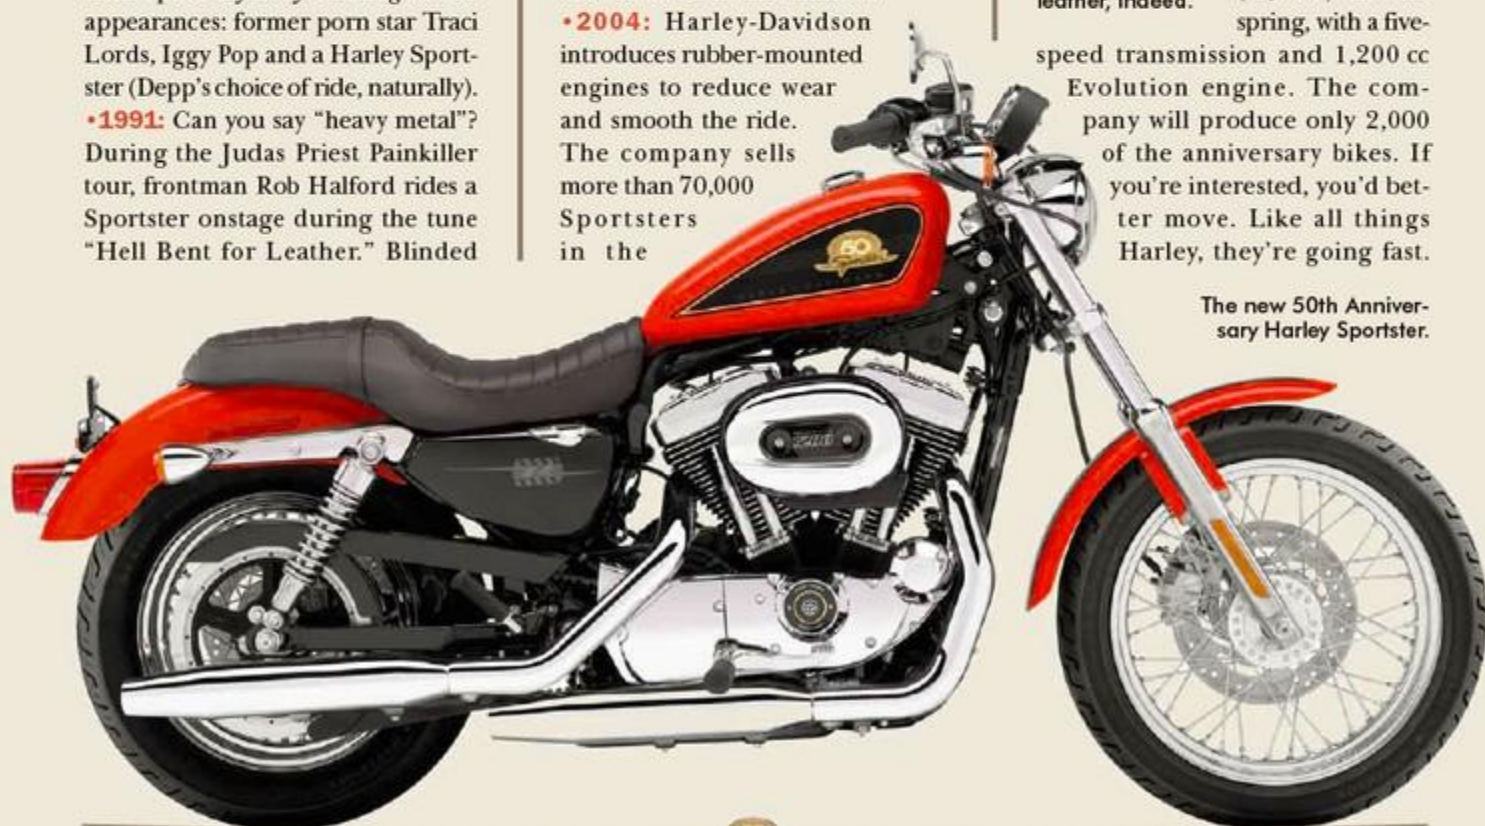 appearances: former porn star Traci
Lords, Iggy Pop and a Harley Sport-
ster (Depp's choice of ride, naturally).
•1991: Can you say "heavy metal"?
During the Judas Priest Painkiller
tour, frontman Rob Halford rides a
Sportster onstage during the tune
"Hell Bent for Leather." Blinded
•2004: Harley-Davidson
introduces rubber-mounted
engines to reduce wear
and smooth the ride.
The company sells
more than 70,000
Sportsters
in the
leather, indeed.
spring, with a five-
speed transmission and 1,200 cc
Evolution engine. The com-
pany will produce only 2,000
of the anniversary bikes. If
you're interested, you'd bet-
ter move. Like all things
Harley, they're going fast.
The new 50th Anniver-
sary Harley Sportster.
50
1200